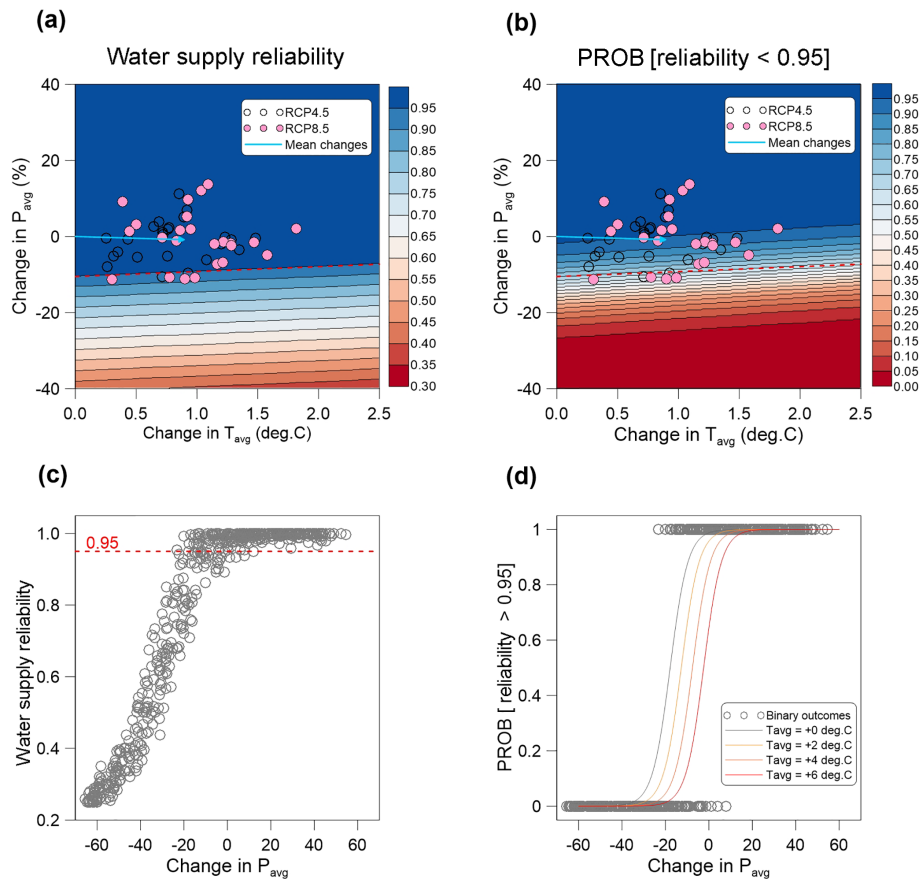 (a)
Water supply reliability
40
20
0
-20
-40
Change in Pavg (%)
0.0 0.5 1.0 1.5 2.0 2.5
Change in Tavg (deg.C)
RCP4.5
RCP8.5
Mean changes
0.95
0.90
0.85
0.80
0.75
0.70
0.65
0.60
0.55
0.50
0.45
0.40
0.35
0.30
(b)
PROB [reliability < 0.95]
40
20
0
-20
-40
Change in Pavg (%)
0.0 0.5 1.0 1.5 2.0 2.5
Change in Tavg (deg.C)
RCP4.5
RCP8.5
Mean changes
0.95
0.90
0.85
0.80
0.75
0.70
0.65
0.60
0.55
0.50
0.45
0.40
0.35
0.30
0.25
0.20
0.15
0.10
0.05
0.00
(c)
1.0
0.8
0.6
0.4
0.2
Water supply reliability
0.95
-60 -40 -20 0 20 40 60
Change in Pavg
(d)
1
0.8
0.6
0.4
0.2
0
PROB [ reliability > 0.95]
Binary outcomes
Tavg = +0 deg.C
Tavg = +2 deg.C
Tavg = +4 deg.C
Tavg = +6 deg.C
-60 -40 -20 0 20 40 60
Change in Pavg